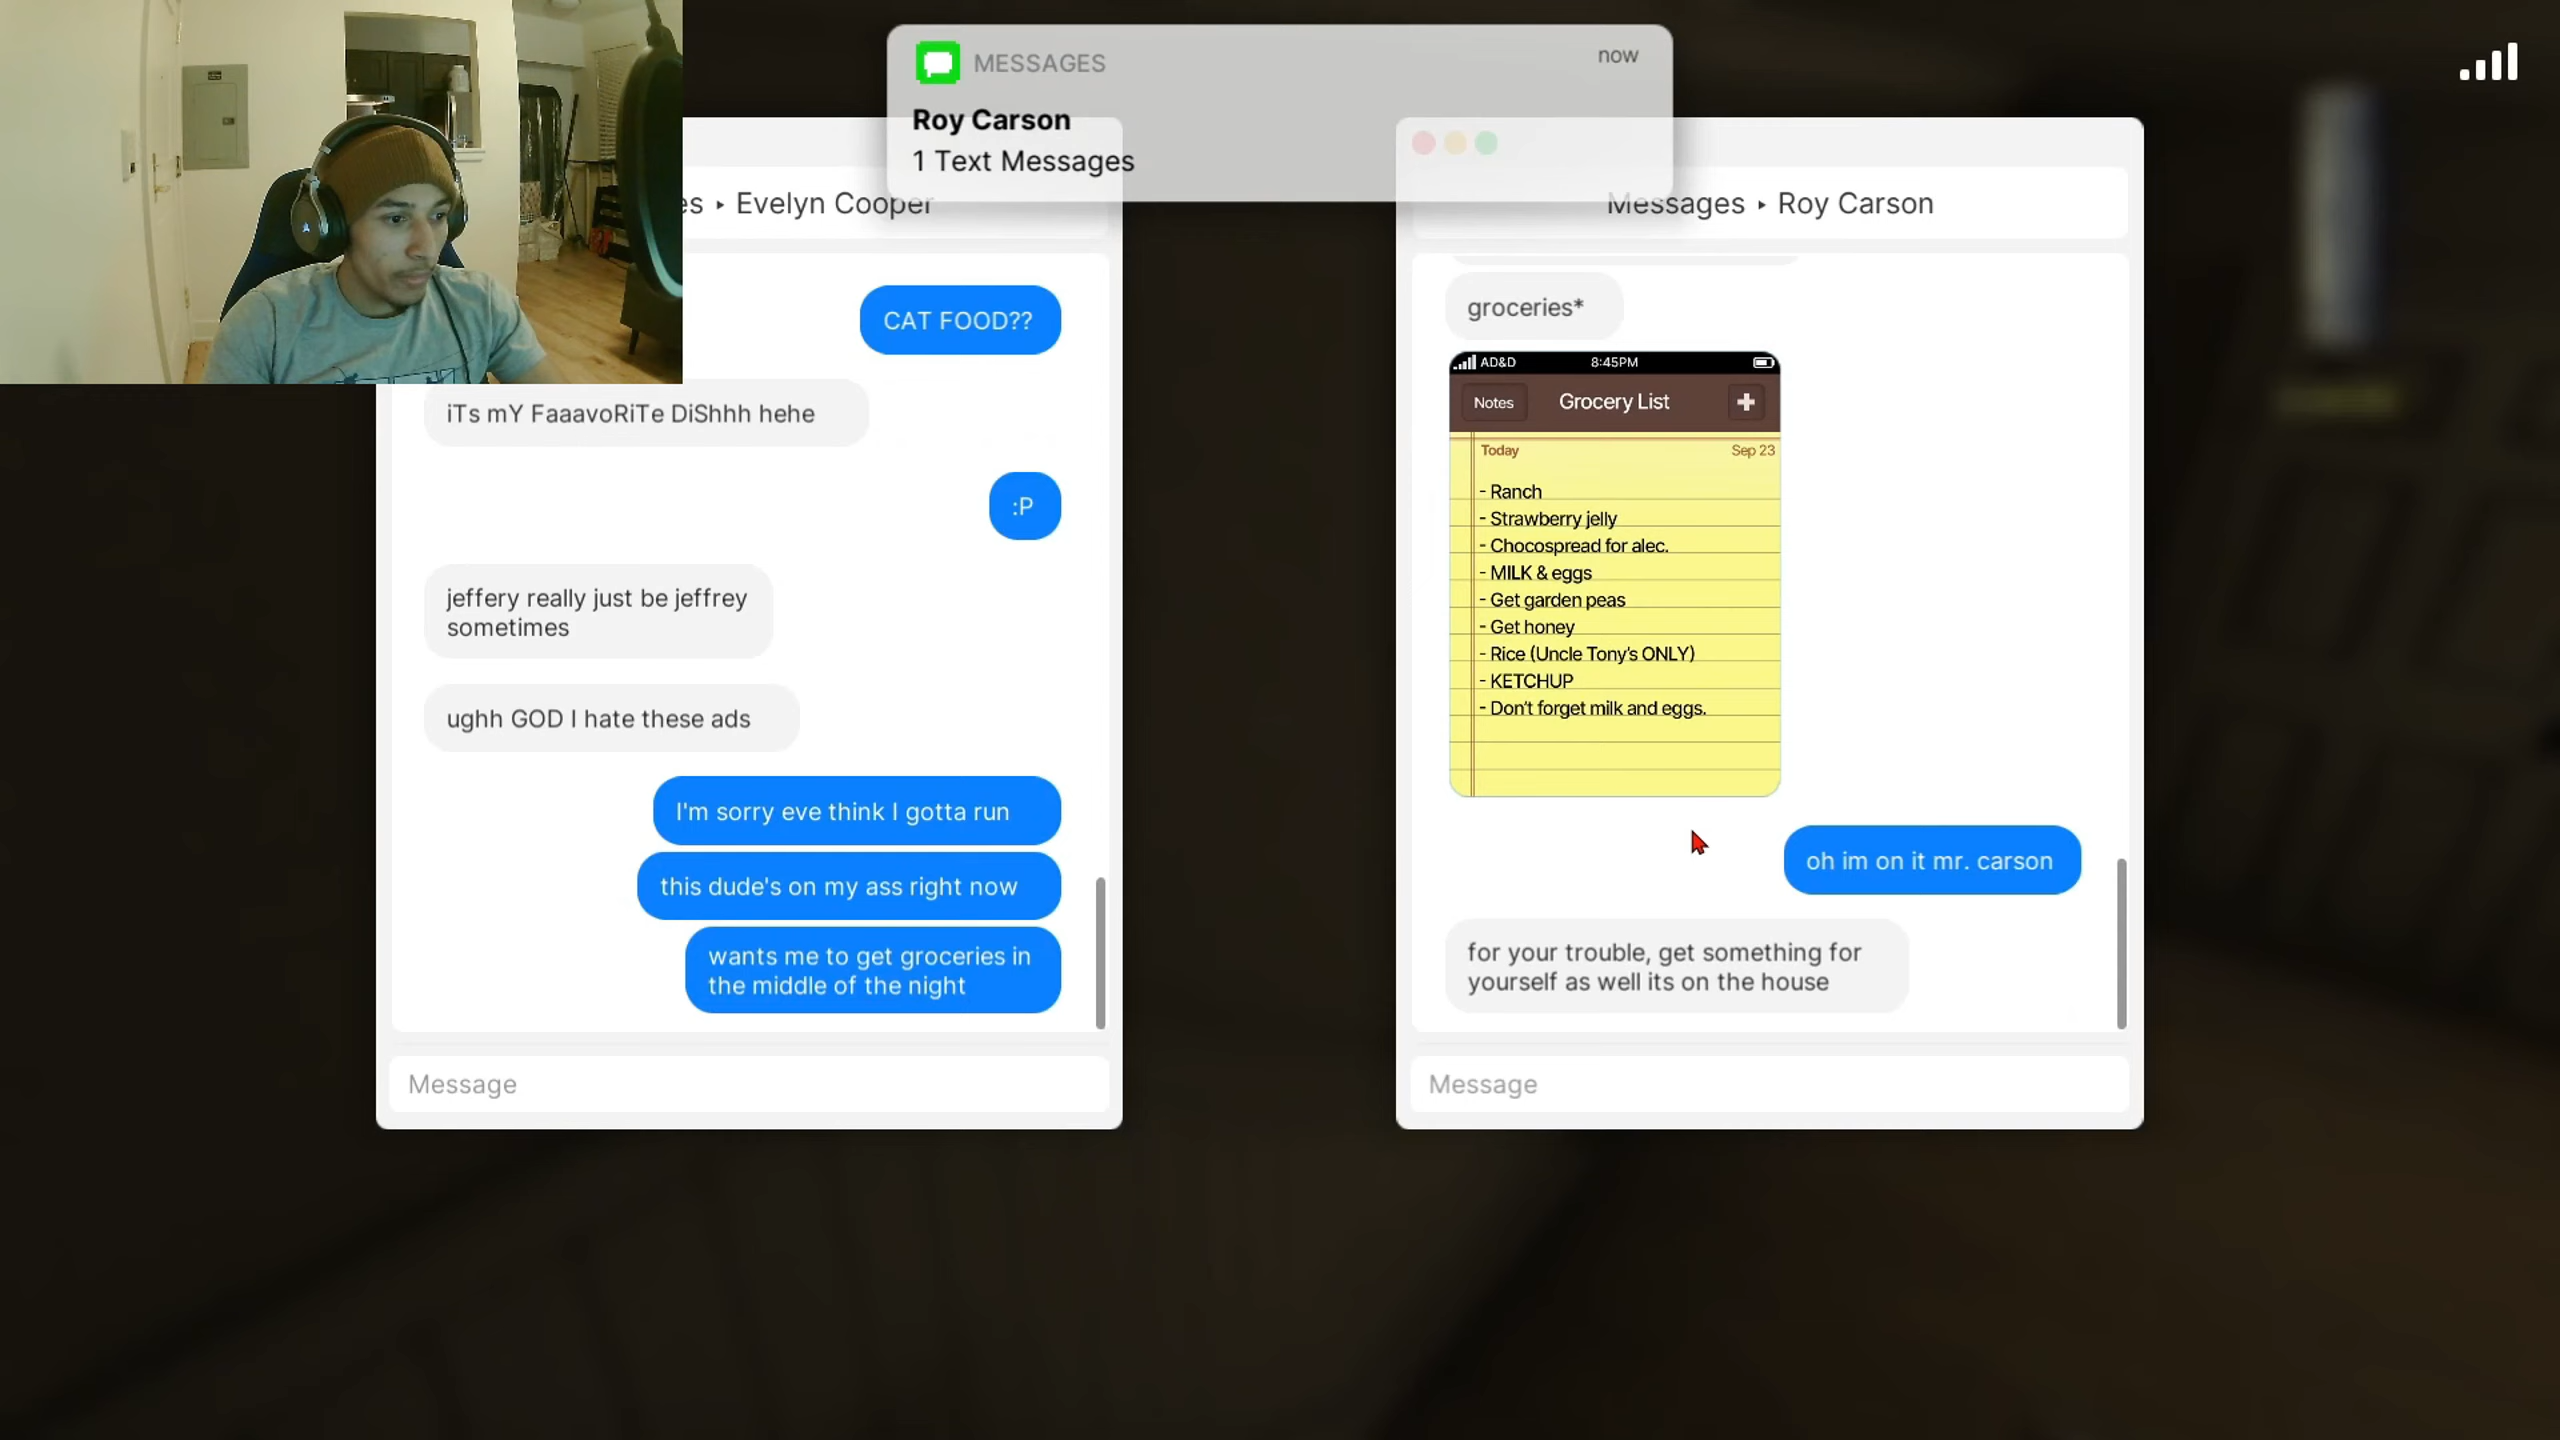 MESSAGES
now
Roy Carson
1 Text Messages
es ▸ Evelyn Cooper
CAT FOOD??
iTs mY FaaavoRiTe DiShhh hehe
:P
jeffery really just be jeffrey
sometimes
ughh GOD I hate these ads
I'm sorry eve think I gotta run
this dude's on my ass right now
wants me to get groceries in
the middle of the night
Message
Messages ▸ Roy Carson
groceries*
AD&D 8:45PM
Notes Grocery List
Today Sep 23
- Ranch
- Strawberry jelly
- Chocospread for alec.
- MILK & eggs
- Get garden peas
- Get honey
- Rice (Uncle Tony's ONLY)
- KETCHUP
- Don't forget milk and eggs.
oh im on it mr. carson
for your trouble, get something for
yourself as well its on the house
Message